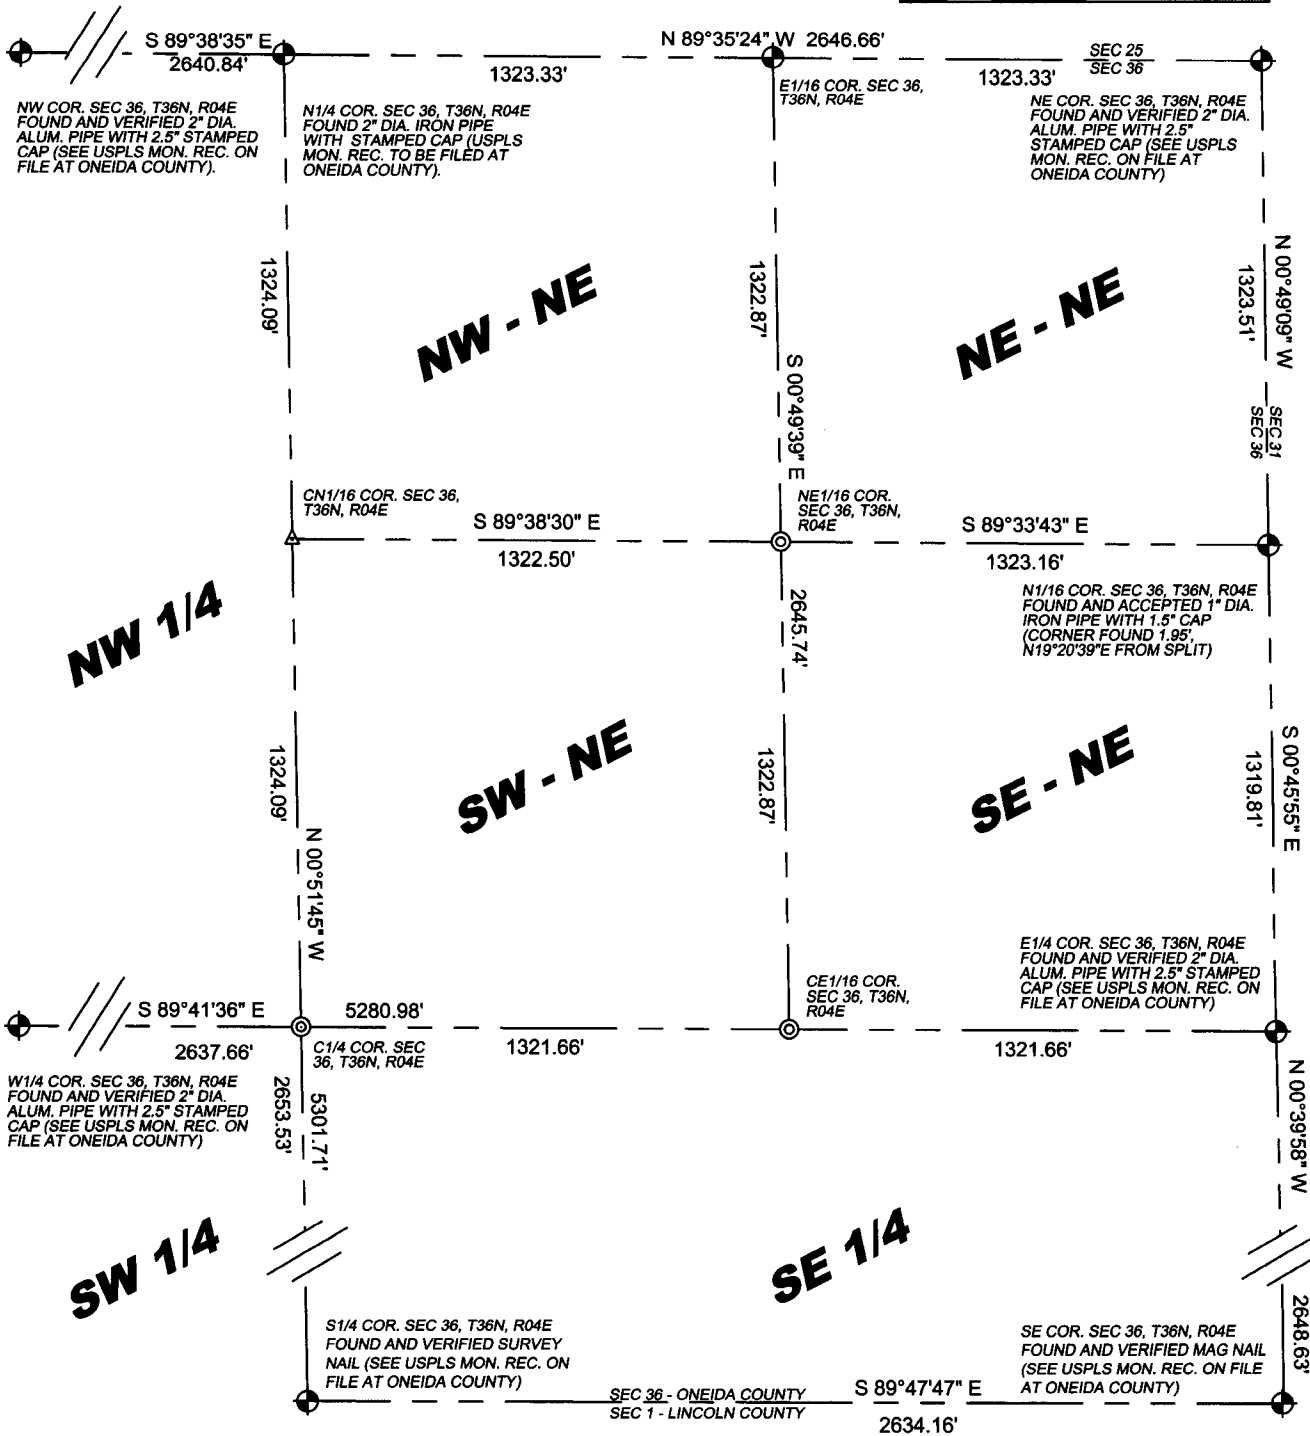 S 89°38'35" E
2640.84'
N 89°35'24" W 2646.66'
1323.33'
1323.33'
SEC 25
SEC 36
NW COR. SEC 36, T36N, R04E
FOUND AND VERIFIED 2" DIA.
ALUM. PIPE WITH 2.5" STAMPED
CAP (SEE USPLS MON. REC. ON
FILE AT ONEIDA COUNTY).
N1/4 COR. SEC 36, T36N, R04E
FOUND 2" DIA. IRON PIPE
WITH STAMPED CAP (USPLS
MON. REC. TO BE FILED AT
ONEIDA COUNTY).
E1/16 COR. SEC 36,
T36N, R04E
NE COR. SEC 36, T36N, R04E
FOUND AND VERIFIED 2" DIA.
ALUM. PIPE WITH 2.5"
STAMPED CAP (SEE USPLS
MON. REC. ON FILE AT
ONEIDA COUNTY)
1324.09'
NW - NE
1322.87'
S 00°49'39" E
NE - NE
N 00°49'09" W
1323.51'
SEC 31
SEC 36
CN1/16 COR. SEC 36,
T36N, R04E
S 89°38'30" E
1322.50'
NE1/16 COR.
SEC 36, T36N,
R04E
S 89°33'43" E
1323.16'
N1/16 COR. SEC 36, T36N, R04E
FOUND AND ACCEPTED 1" DIA.
IRON PIPE WITH 1.5" CAP
(CORNER FOUND 1.95',
N19°20'39"E FROM SPLIT)
NW 1/4
2645.74'
1324.09'
N 00°51'45" W
SW - NE
1322.87'
SE - NE
S 00°45'55" E
1319.81'
E1/4 COR. SEC 36, T36N, R04E
FOUND AND VERIFIED 2" DIA.
ALUM. PIPE WITH 2.5" STAMPED
CAP (SEE USPLS MON. REC. ON
FILE AT ONEIDA COUNTY)
CE1/16 COR.
SEC 36, T36N,
R04E
S 89°41'36" E
5280.98'
2637.66'
C1/4 COR. SEC
36, T36N, R04E
1321.66'
1321.66'
W1/4 COR. SEC 36, T36N, R04E
FOUND AND VERIFIED 2" DIA.
ALUM. PIPE WITH 2.5" STAMPED
CAP (SEE USPLS MON. REC. ON
FILE AT ONEIDA COUNTY)
5301.71'
2653.53'
N 00°39'58" W
SW 1/4
SE 1/4
2648.63'
S1/4 COR. SEC 36, T36N, R04E
FOUND AND VERIFIED SURVEY
NAIL (SEE USPLS MON. REC. ON
FILE AT ONEIDA COUNTY)
SE COR. SEC 36, T36N, R04E
FOUND AND VERIFIED MAG NAIL
(SEE USPLS MON. REC. ON FILE
AT ONEIDA COUNTY)
SEC 36 - ONEIDA COUNTY
SEC 1 - LINCOLN COUNTY
S 89°47'47" E
2634.16'